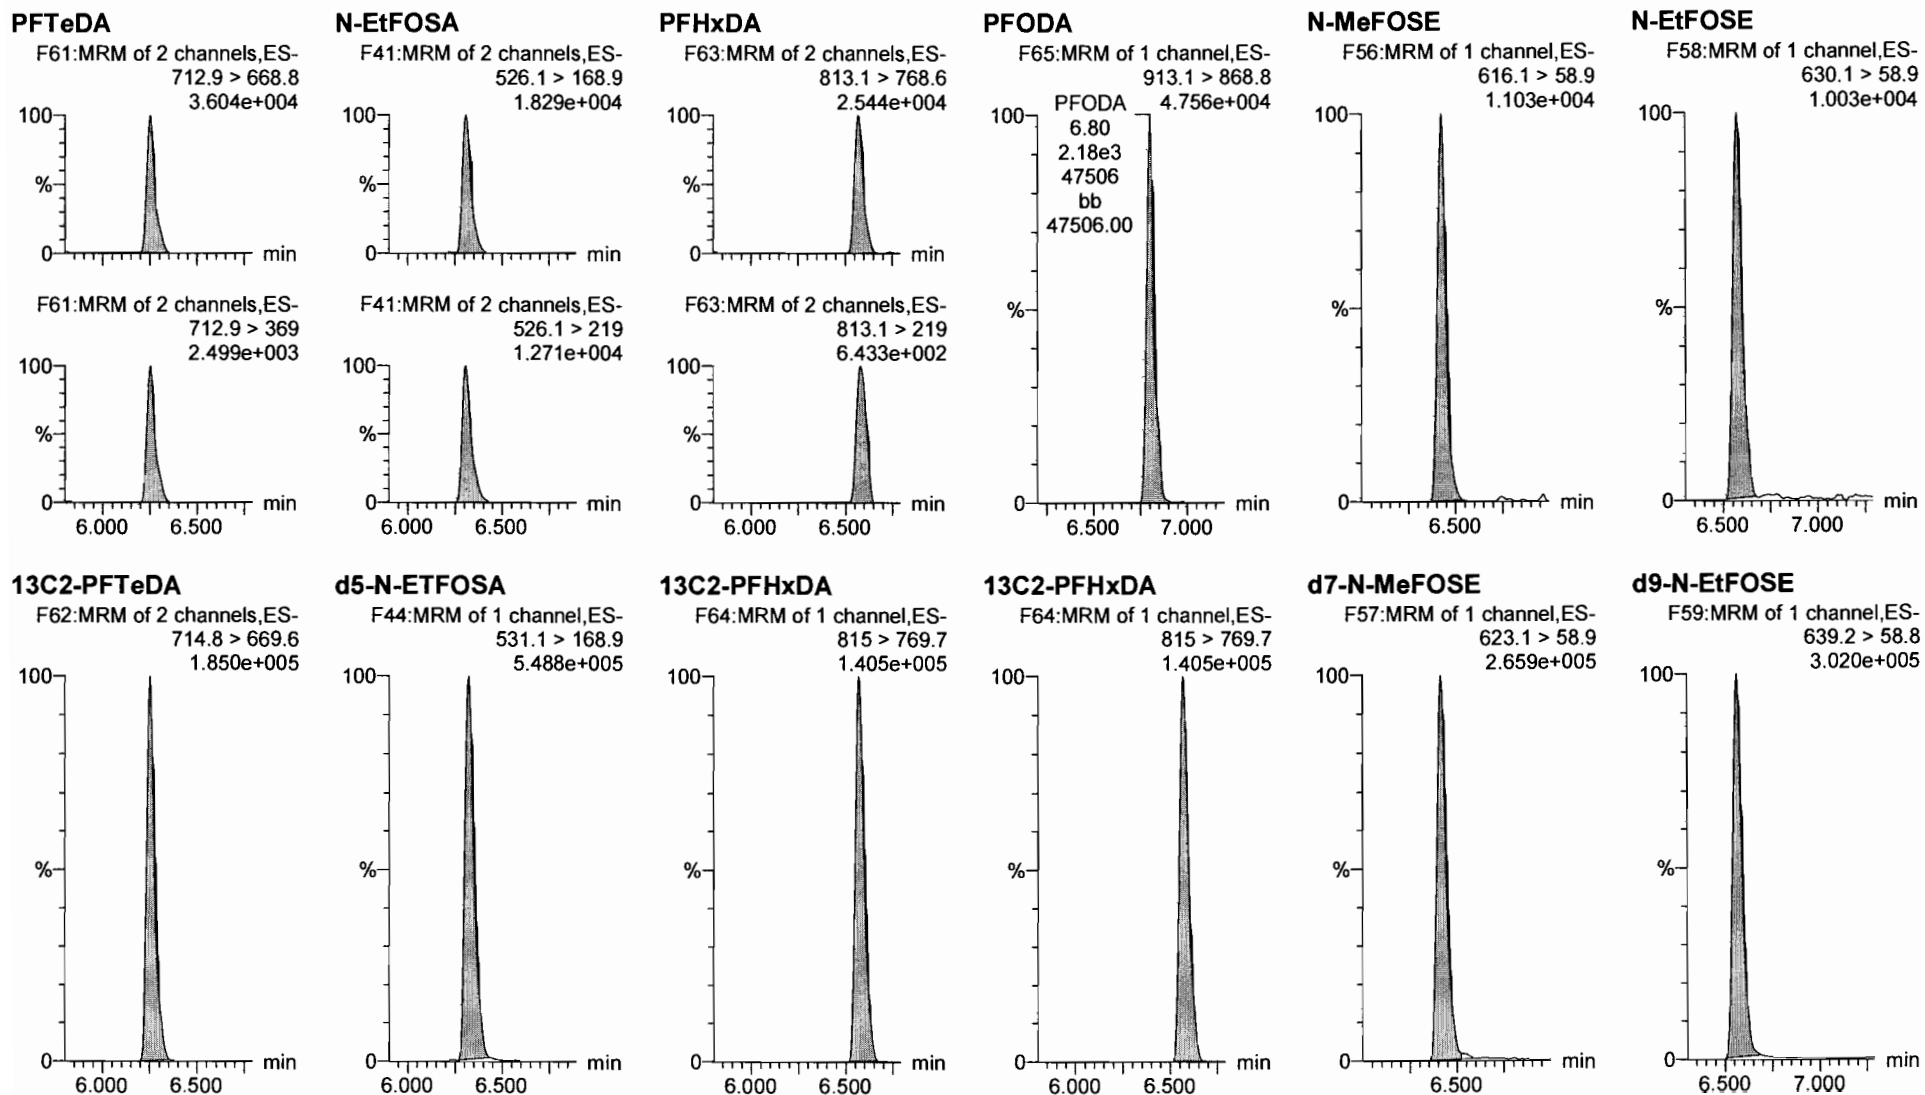 PFTeDA
F61:MRM of 2 channels,ES-
712.9 > 668.8
3.604e+004
100
%
0
min
F61:MRM of 2 channels,ES-
712.9 > 369
2.499e+003
100
%
0
min
6.000 6.500
N-EtFOSA
F41:MRM of 2 channels,ES-
526.1 > 168.9
1.829e+004
100
%
0
min
F41:MRM of 2 channels,ES-
526.1 > 219
1.271e+004
100
%
0
min
6.000 6.500
PFHxDA
F63:MRM of 2 channels,ES-
813.1 > 768.6
2.544e+004
100
%
0
min
F63:MRM of 2 channels,ES-
813.1 > 219
6.433e+002
100
%
0
min
6.000 6.500
PFODA
F65:MRM of 1 channel,ES-
913.1 > 868.8
4.756e+004
PFODA
6.80
2.18e3
47506
bb
47506.00
100
%
0
min
6.500 7.000
N-MeFOSE
F56:MRM of 1 channel,ES-
616.1 > 58.9
1.103e+004
100
%
0
min
6.500
N-EtFOSE
F58:MRM of 1 channel,ES-
630.1 > 58.9
1.003e+004
100
%
0
min
6.500 7.000
13C2-PFTeDA
F62:MRM of 2 channels,ES-
714.8 > 669.6
1.850e+005
100
%
0
min
6.000 6.500
d5-N-ETFOSA
F44:MRM of 1 channel,ES-
531.1 > 168.9
5.488e+005
100
%
0
min
6.000 6.500
13C2-PFHxDA
F64:MRM of 1 channel,ES-
815 > 769.7
1.405e+005
100
%
0
min
6.000 6.500
13C2-PFHxDA
F64:MRM of 1 channel,ES-
815 > 769.7
1.405e+005
100
%
0
min
6.000 6.500
d7-N-MeFOSE
F57:MRM of 1 channel,ES-
623.1 > 58.9
2.659e+005
100
%
0
min
6.500
d9-N-EtFOSE
F59:MRM of 1 channel,ES-
639.2 > 58.8
3.020e+005
100
%
0
min
6.500 7.000